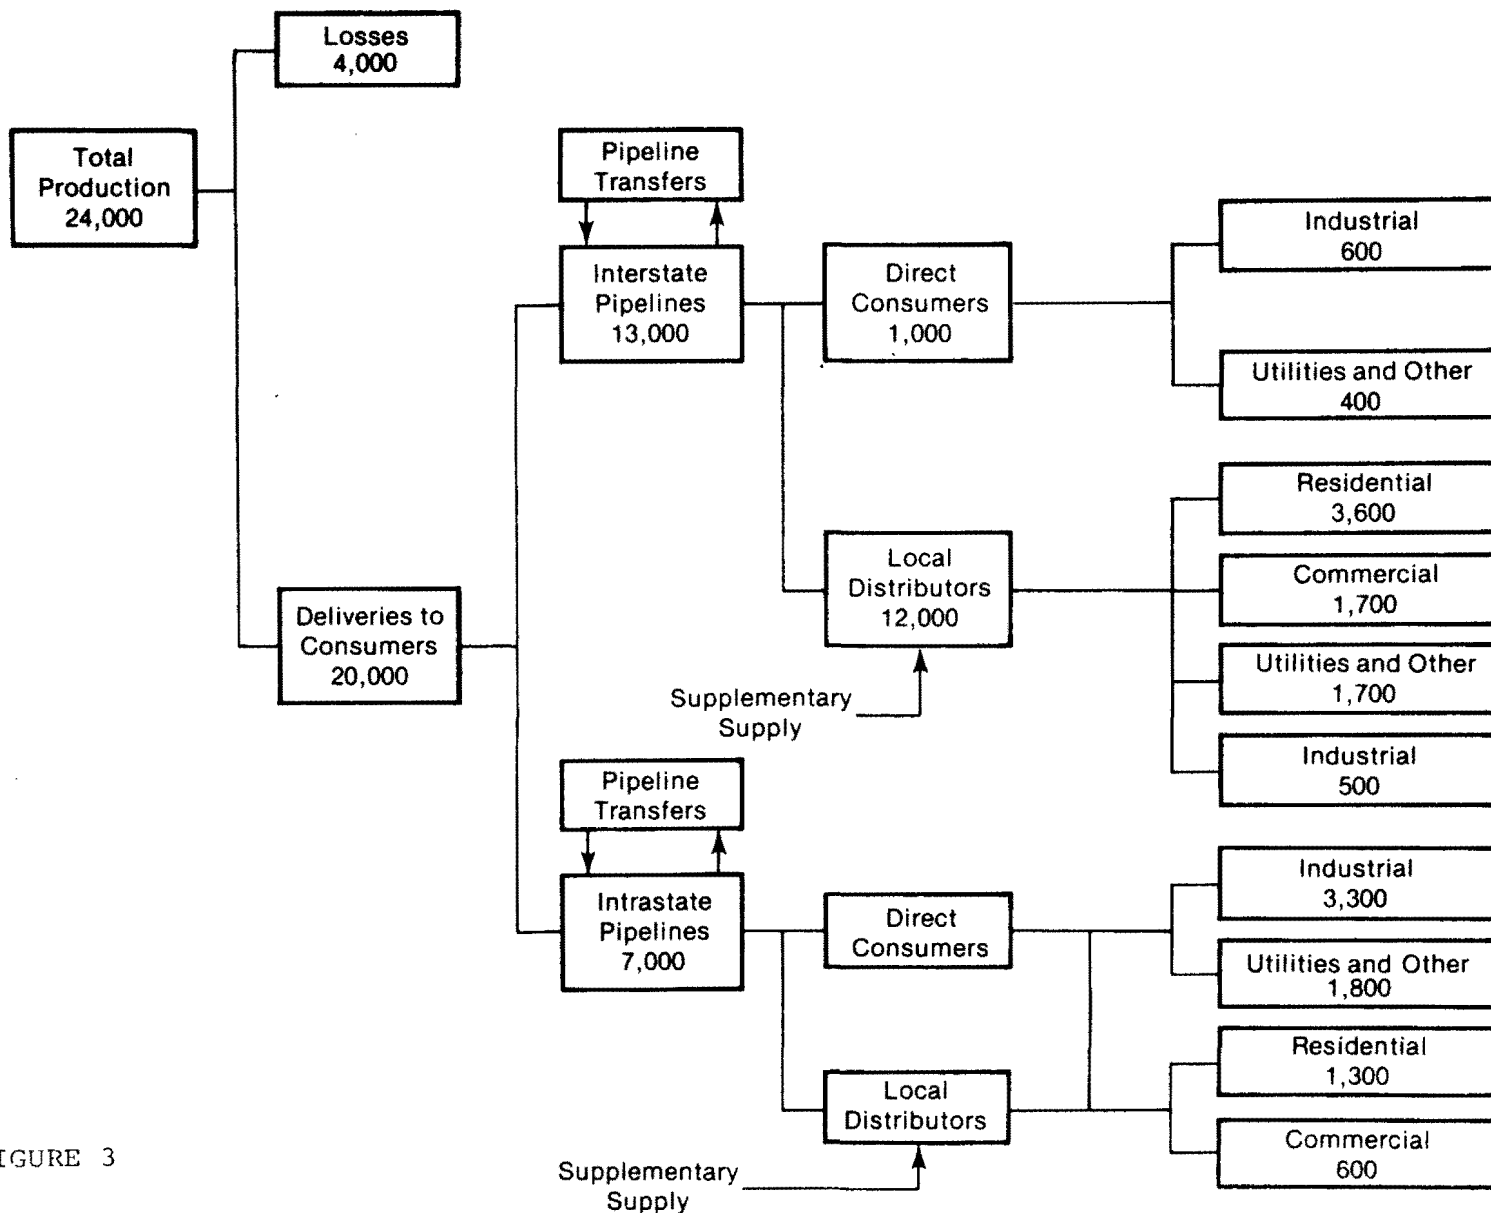 Losses
4,000
Total
Production
24,000
Pipeline
Transfers
Interstate
Pipelines
13,000
Direct
Consumers
1,000
Industrial
600
Utilities and Other
400
Residential
3,600
Local
Distributors
12,000
Commercial
1,700
Deliveries to
Consumers
20,000
Utilities and Other
1,700
Supplementary
Supply
Industrial
500
Pipeline
Transfers
Intrastate
Pipelines
7,000
Direct
Consumers
Industrial
3,300
Utilities and Other
1,800
Residential
1,300
Local
Distributors
Commercial
600
Supplementary
Supply
IGURE 3